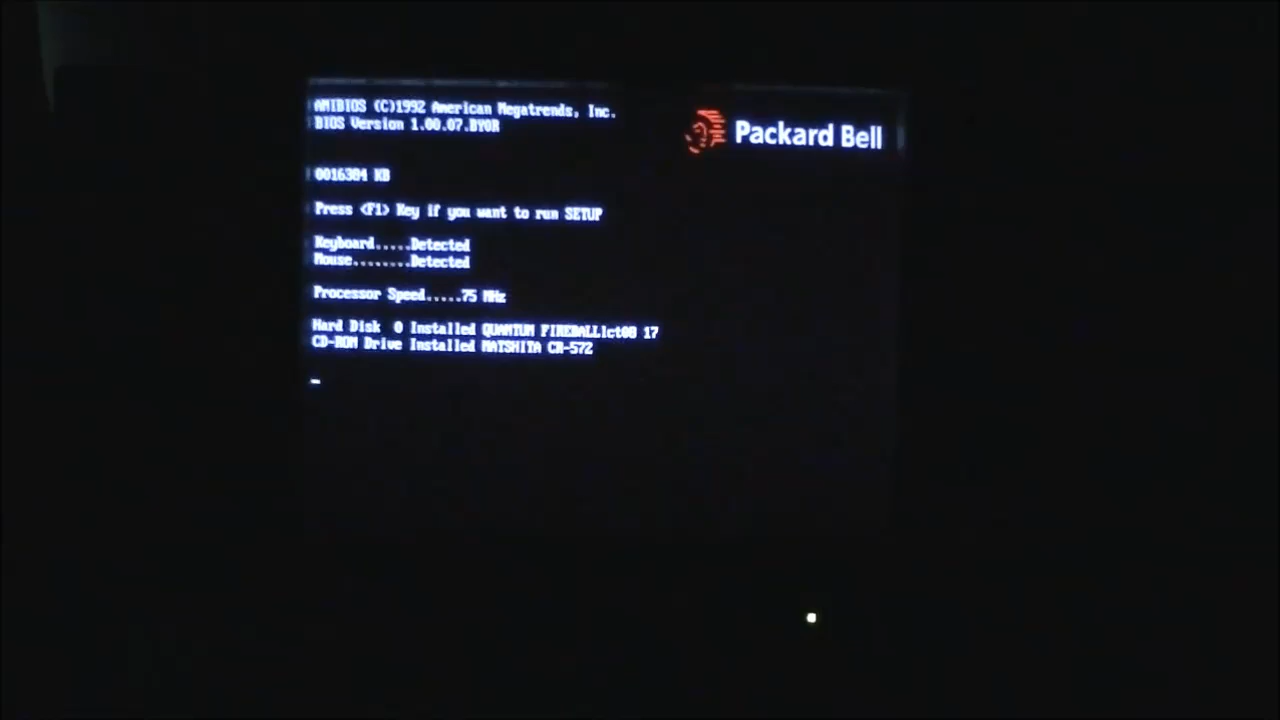 AMIBIOS (C)1992 American Megatrends, Inc.
BIOS Version 1.00.07.BY0R
Packard Bell
0016384 KB
Press <F1> Key if you want to run SETUP
Keyboard.....Detected
Mouse........Detected
Processor Speed.....75 MHz
Hard Disk 0 Installed QUANTUM FIREBALLlct08 17
CD-ROM Drive Installed MATSHITA CR-572